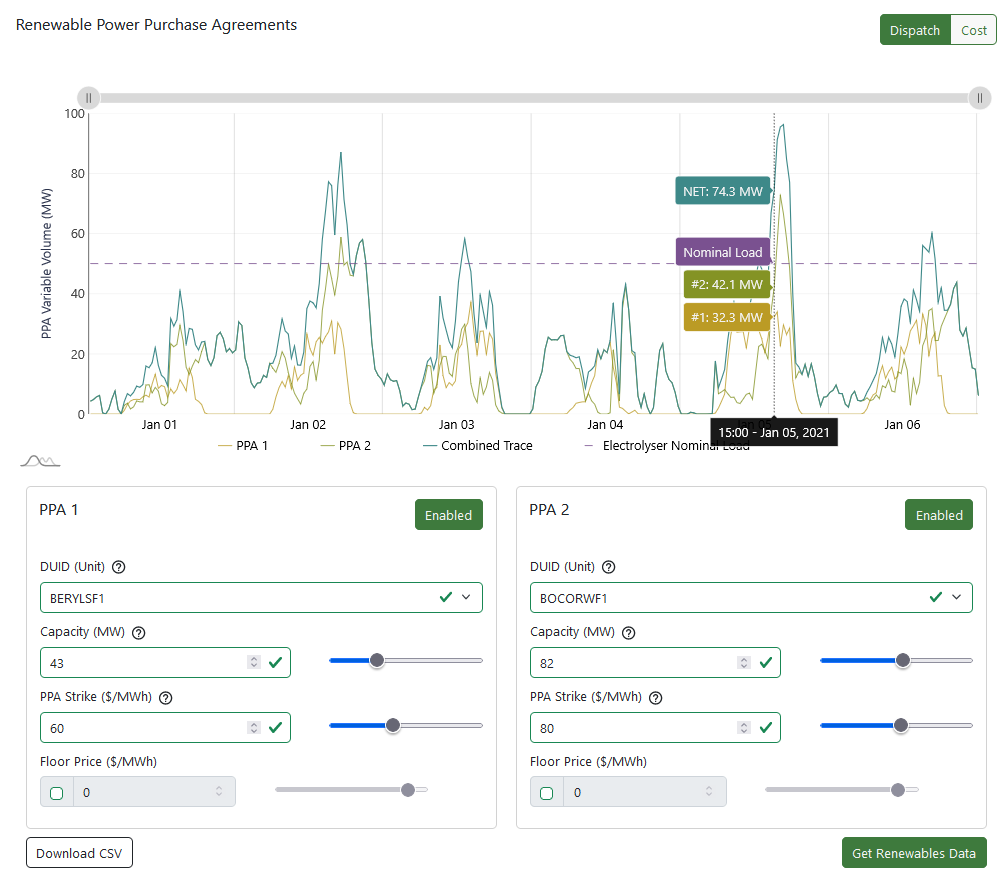 Renewable Power Purchase Agreements
Dispatch Cost
100
80
60
40
20
0
PPA Variable Volume (MW)
NET: 74.3 MW
Nominal Load
#2: 42.1 MW
#1: 32.3 MW
Jan 01 Jan 02 Jan 03 Jan 04 Jan 05 Jan 06
15:00 - Jan 05, 2021
PPA 1 PPA 2 Combined Trace Electrolyser Nominal Load
PPA 1 Enabled
DUID (Unit)
BERYLSF1
Capacity (MW)
43
PPA Strike ($/MWh)
60
Floor Price ($/MWh)
0
PPA 2 Enabled
DUID (Unit)
BOCORWF1
Capacity (MW)
82
PPA Strike ($/MWh)
80
Floor Price ($/MWh)
0
Download CSV Get Renewables Data